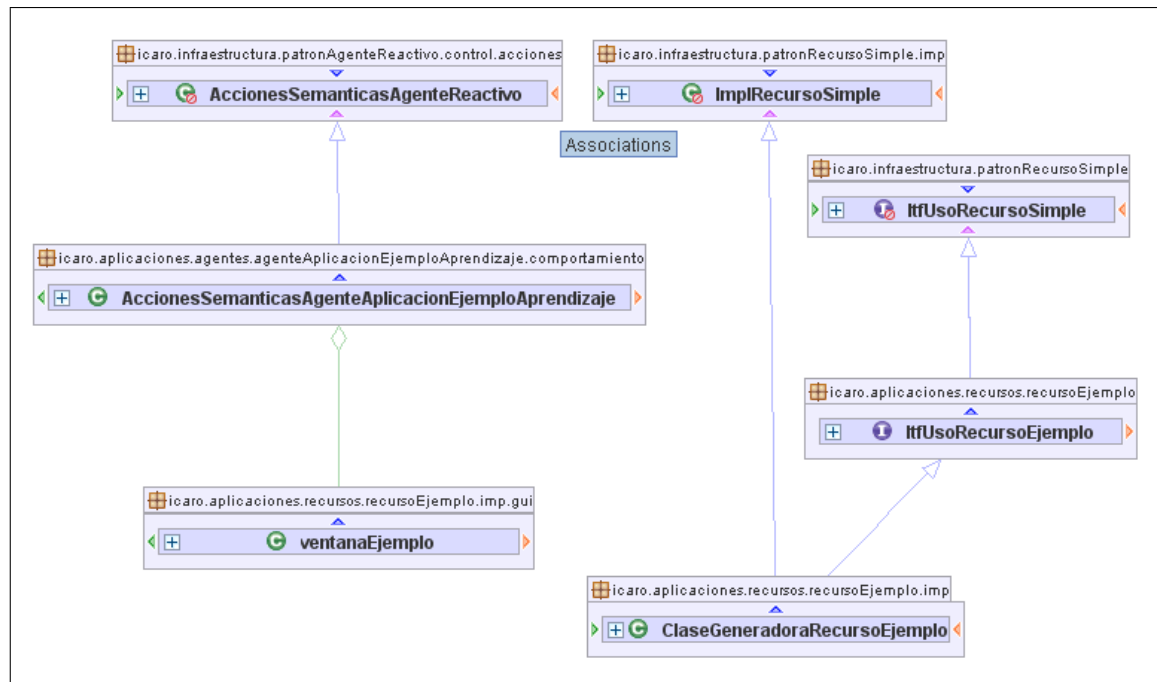 icaro.infraestructura.patronAgenteReactivo.control.acciones
AccionesSemanticasAgenteReactivo
icaro.infraestructura.patronRecursoSimple.imp
ImplRecursoSimple
Associations
icaro.infraestructura.patronRecursoSimple
ItfUsoRecursoSimple
icaro.aplicaciones.agentes.agenteAplicacionEjemploAprendizaje.comportamiento
AccionesSemanticasAgenteAplicacionEjemploAprendizaje
icaro.aplicaciones.recursos.recursoEjemplo
ItfUsoRecursoEjemplo
icaro.aplicaciones.recursos.recursoEjemplo.imp.gui
ventanaEjemplo
icaro.aplicaciones.recursos.recursoEjemplo.imp
ClaseGeneradoraRecursoEjemplo